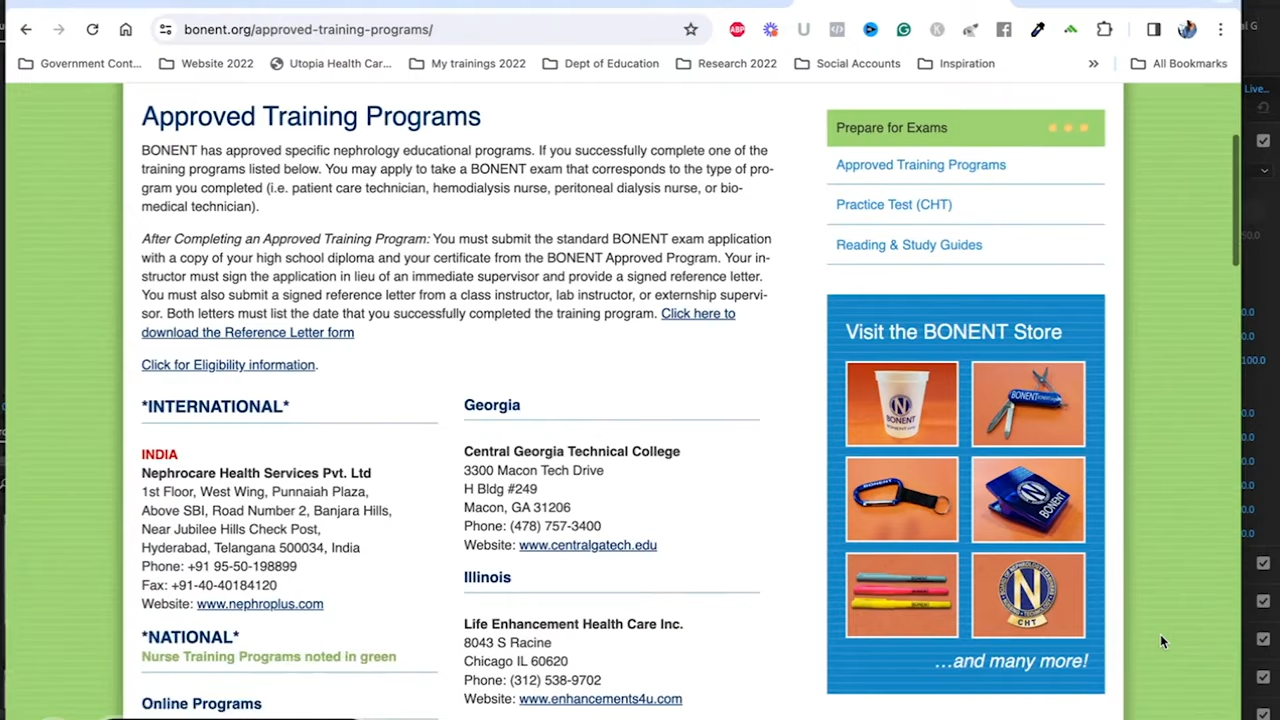 bonent.org/approved-training-programs/
Government Cont...
Website 2022
Utopia Health Car...
My trainings 2022
Dept of Education
Research 2022
Social Accounts
Inspiration
»
All Bookmarks
Approved Training Programs
BONENT has approved specific nephrology educational programs. If you successfully complete one of the
training programs listed below. You may apply to take a BONENT exam that corresponds to the type of pro-
gram you completed (i.e. patient care technician, hemodialysis nurse, peritoneal dialysis nurse, or bio-
medical technician).
After Completing an Approved Training Program: You must submit the standard BONENT exam application
with a copy of your high school diploma and your certificate from the BONENT Approved Program. Your in-
structor must sign the application in lieu of an immediate supervisor and provide a signed reference letter.
You must also submit a signed reference letter from a class instructor, lab instructor, or externship supervi-
sor. Both letters must list the date that you successfully completed the training program. Click here to
download the Reference Letter form
Click for Eligibility information.
*INTERNATIONAL*
INDIA
Nephrocare Health Services Pvt. Ltd
1st Floor, West Wing, Punnaiah Plaza,
Above SBI, Road Number 2, Banjara Hills,
Near Jubilee Hills Check Post,
Hyderabad, Telangana 500034, India
Phone: +91 95-50-198899
Fax: +91-40-40184120
Website: www.nephroplus.com
*NATIONAL*
Nurse Training Programs noted in green
Online Programs
Georgia
Central Georgia Technical College
3300 Macon Tech Drive
H Bldg #249
Macon, GA 31206
Phone: (478) 757-3400
Website: www.centralgatech.edu
Illinois
Life Enhancement Health Care Inc.
8043 S Racine
Chicago IL 60620
Phone: (312) 538-9702
Website: www.enhancements4u.com
Prepare for Exams
Approved Training Programs
Practice Test (CHT)
Reading & Study Guides
Visit the BONENT Store
N
BONENT
BONENT
BONENT
N
BONENT
BONENT
N
CHT
...and many more!
Live...
50.0
100.0